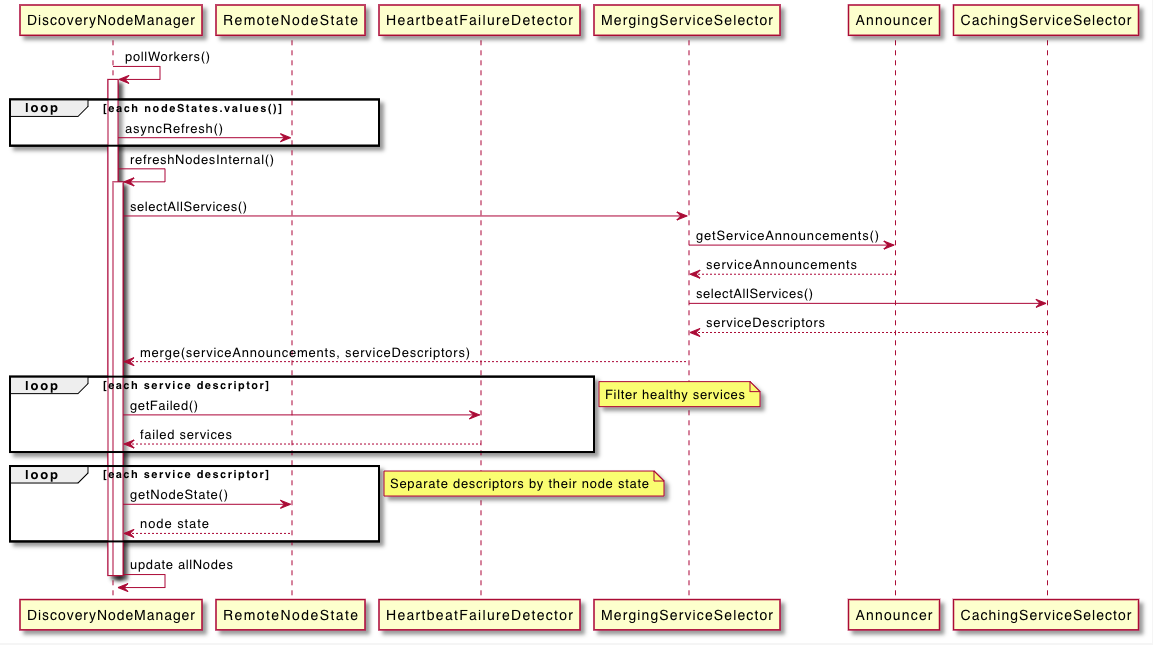 DiscoveryNodeManager RemoteNodeState HeartbeatFailureDetector MergingServiceSelector Announcer CachingServiceSelector
pollWorkers()
loop [each nodeStates.values()]
asyncRefresh()
refreshNodesInternal()
selectAllServices()
getServiceAnnouncements()
serviceAnnouncements
selectAllServices()
serviceDescriptors
merge(serviceAnnouncements, serviceDescriptors)
loop [each service descriptor]
Filter healthy services
getFailed()
failed services
loop [each service descriptor]
Separate descriptors by their node state
getNodeState()
node state
update allNodes
DiscoveryNodeManager RemoteNodeState HeartbeatFailureDetector MergingServiceSelector Announcer CachingServiceSelector